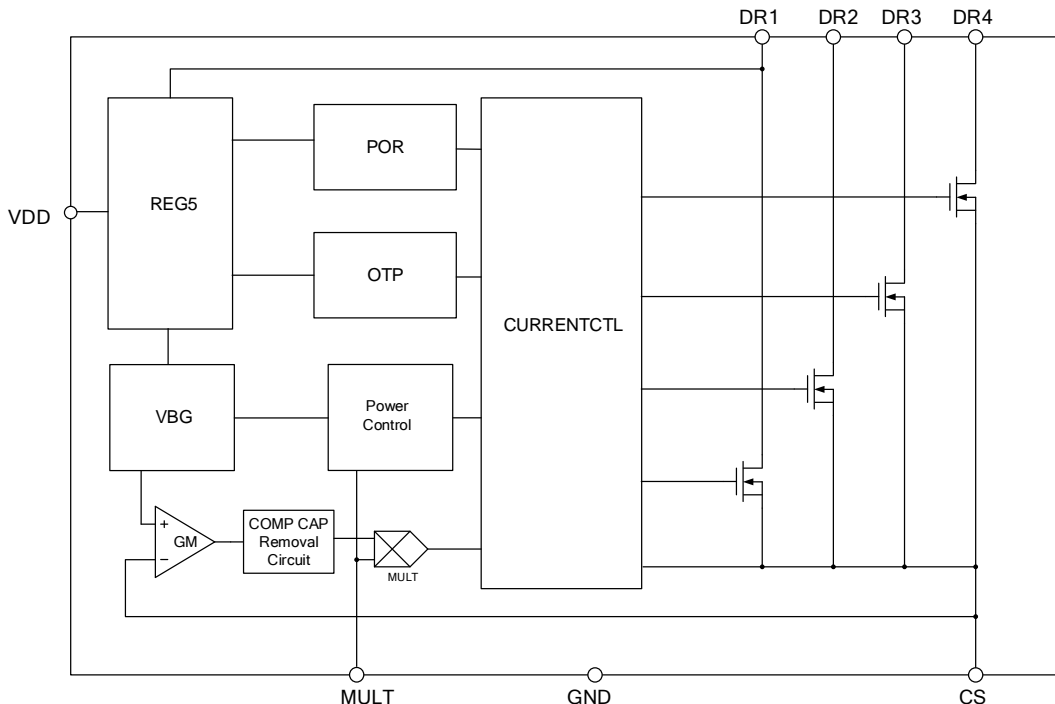 DR1 DR2 DR3 DR4
VDD
REG5
POR
OTP
CURRENTCTL
VBG
Power
Control
+
GM
−
COMP CAP
Removal
Circuit
MULT
MULT
GND
CS